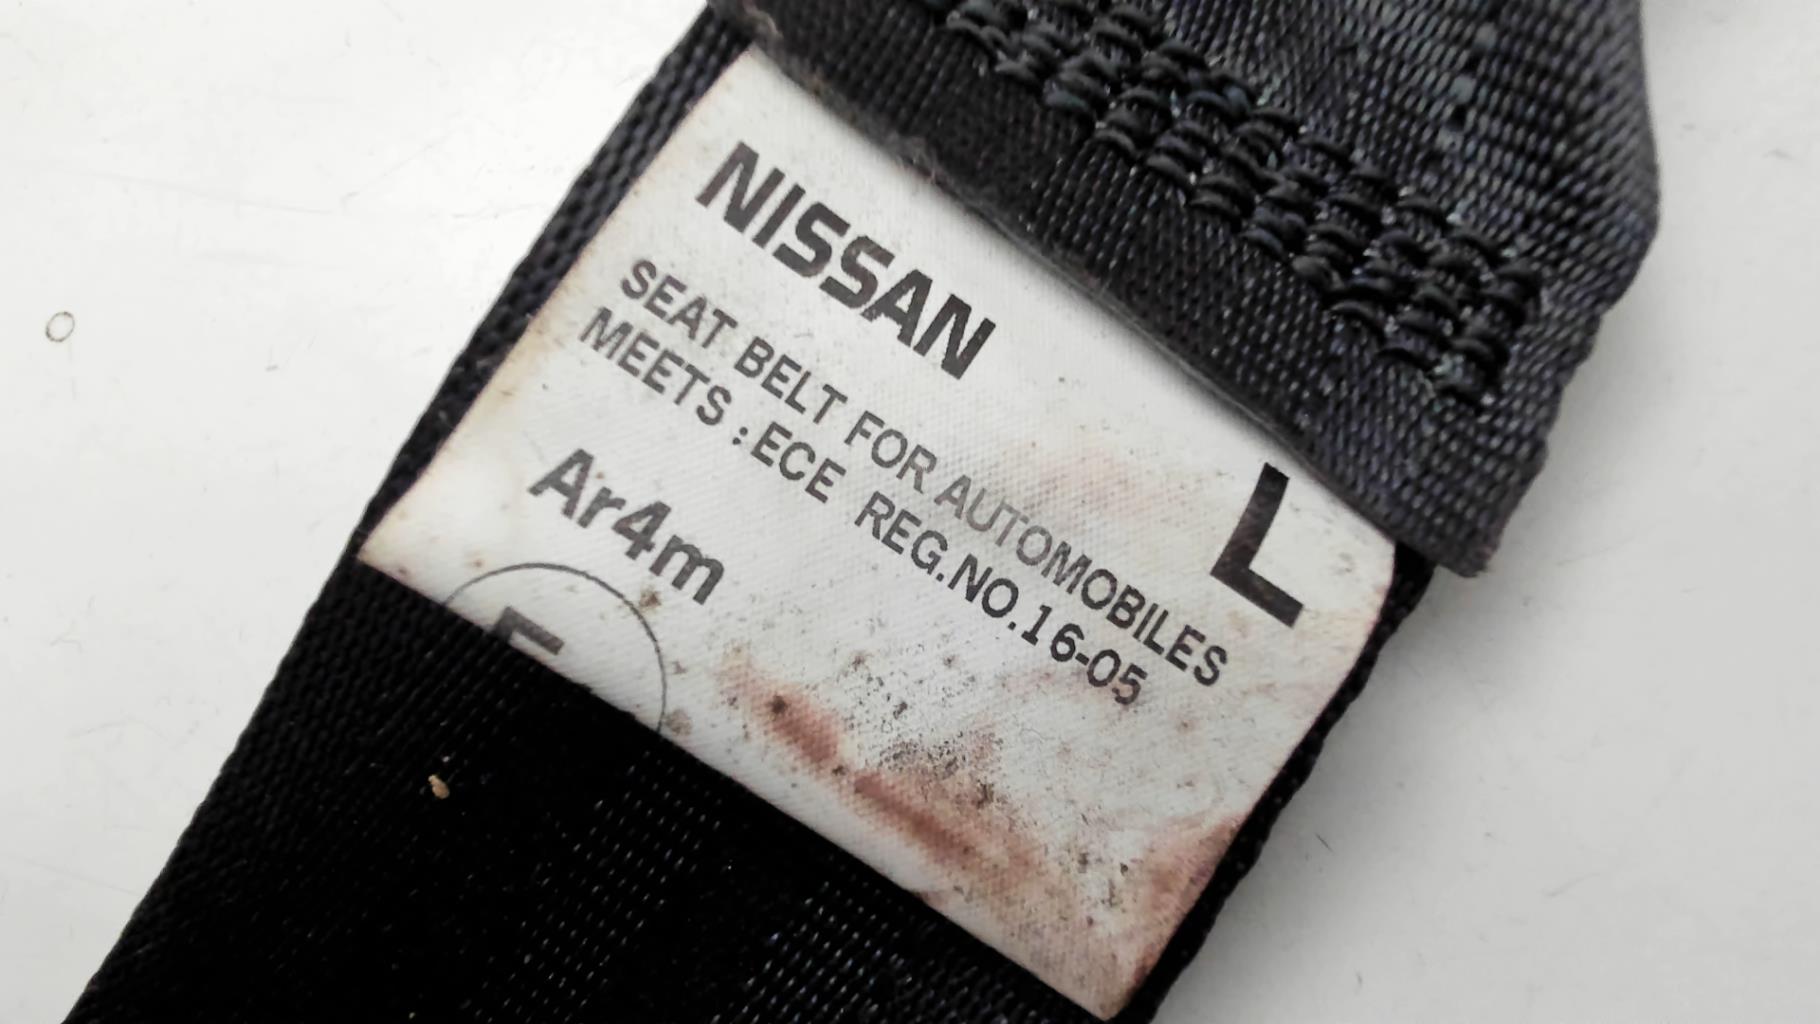 NISSAN
SEAT BELT FOR AUTOMOBILES
MEETS : ECE REG.NO.16-05
L
Ar4m
E